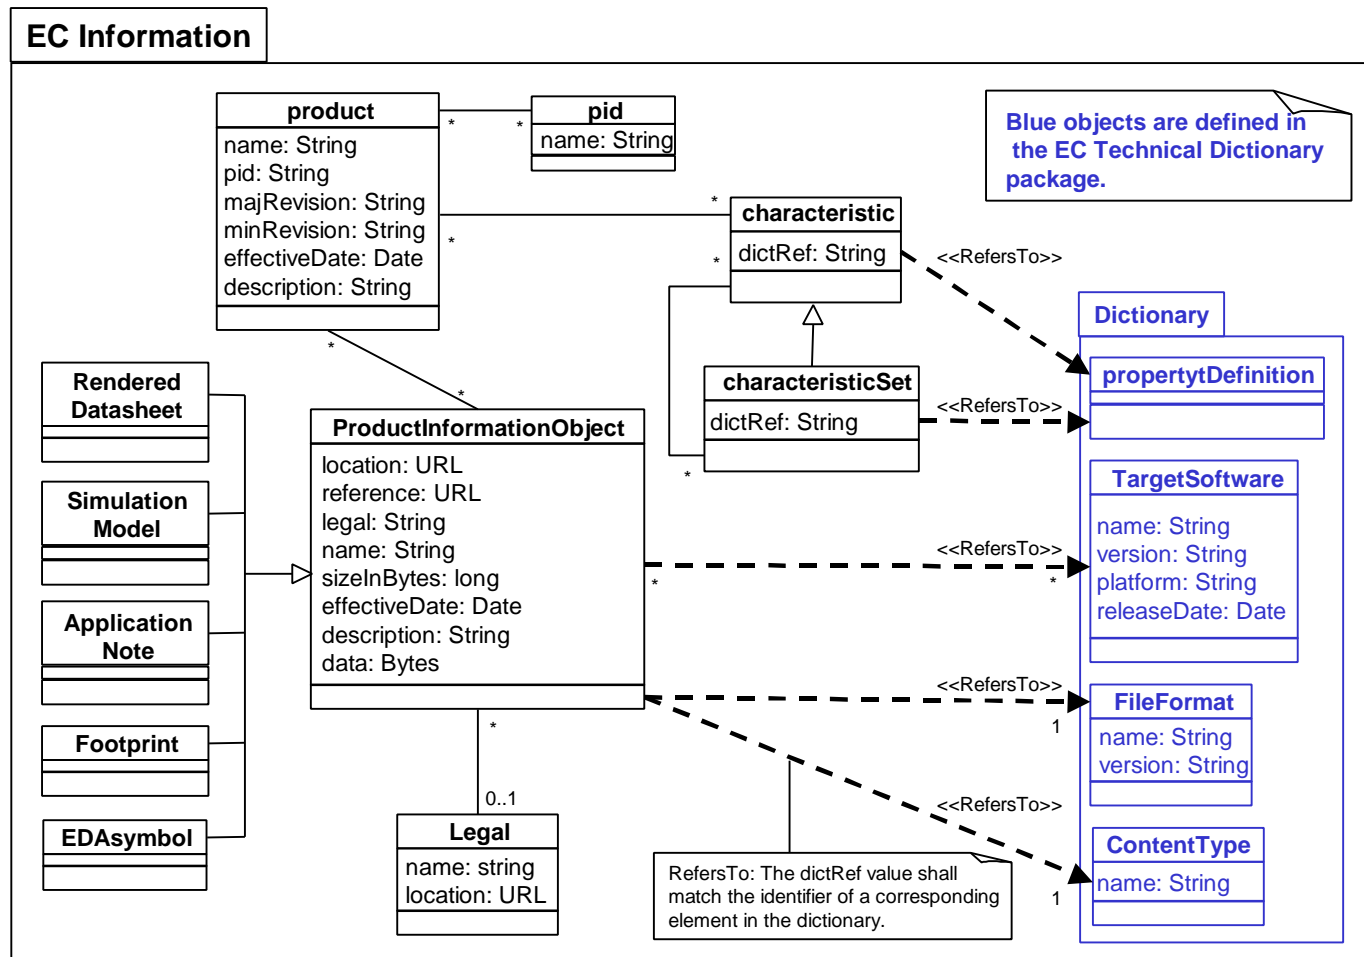 EC Information
product
name: String
pid: String
majRevision: String
minRevision: String
effectiveDate: Date
description: String
*
*
pid
name: String
Blue objects are defined in
the EC Technical Dictionary
package.
*
*
characteristic
dictRef: String
*
<<RefersTo>>
characteristicSet
dictRef: String
*
<<RefersTo>>
Dictionary
propertytDefinition
*
*
Rendered
Datasheet
Simulation
Model
Application
Note
Footprint
EDAsymbol
ProductInformationObject
location: URL
reference: URL
legal: String
name: String
sizeInBytes: long
effectiveDate: Date
description: String
data: Bytes
<<RefersTo>>
*
*
TargetSoftware
name: String
version: String
platform: String
releaseDate: Date
<<RefersTo>>
1
FileFormat
name: String
version: String
<<RefersTo>>
1
ContentType
name: String
*
0..1
Legal
name: string
location: URL
RefersTo: The dictRef value shall
match the identifier of a corresponding
element in the dictionary.